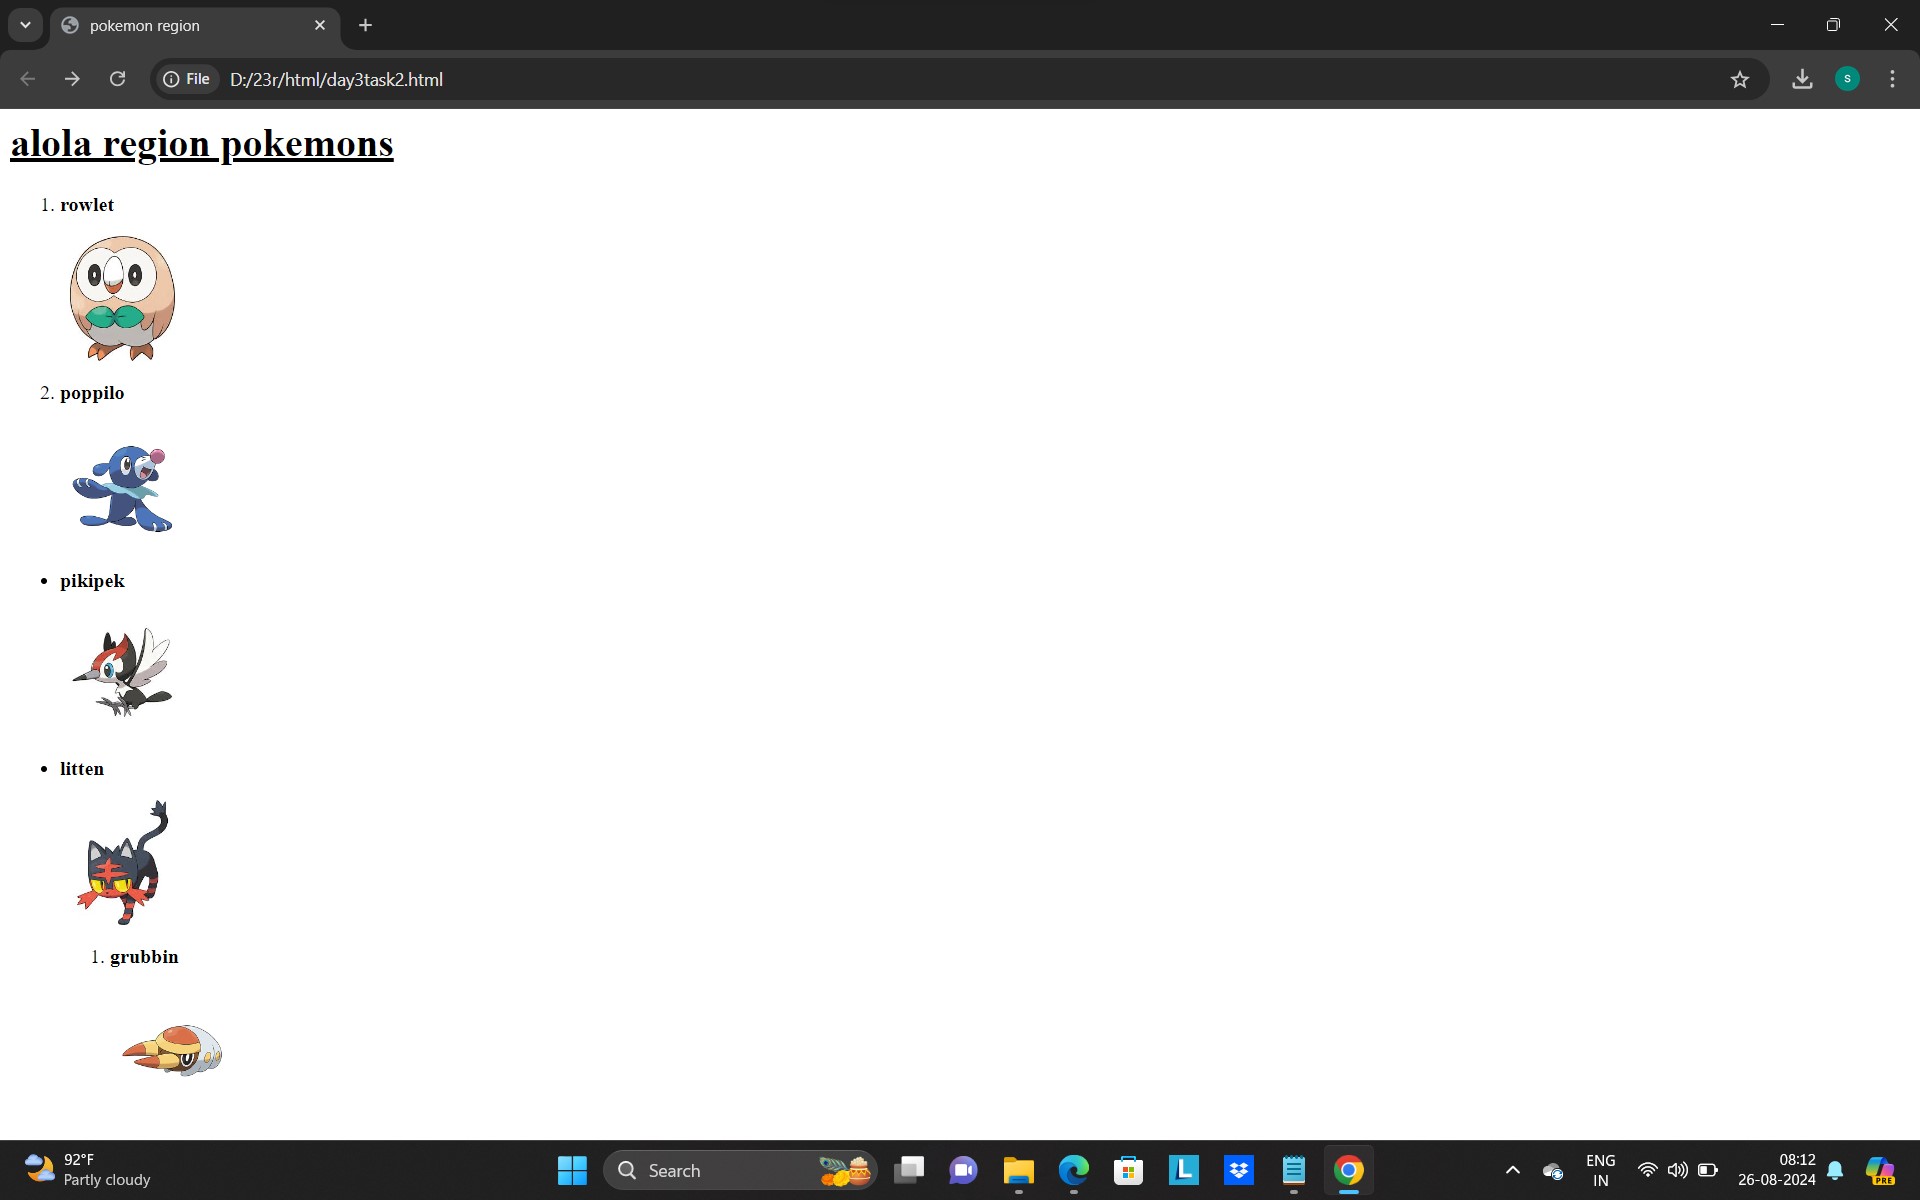 pokemon region
File D:/23r/html/day3task2.html
S
alola region pokemons
1. rowlet
2. poppilo
• pikipek
• litten
1. grubbin
92°F
Partly cloudy
Search
L
ENG
IN
08:12
26-08-2024
PRE